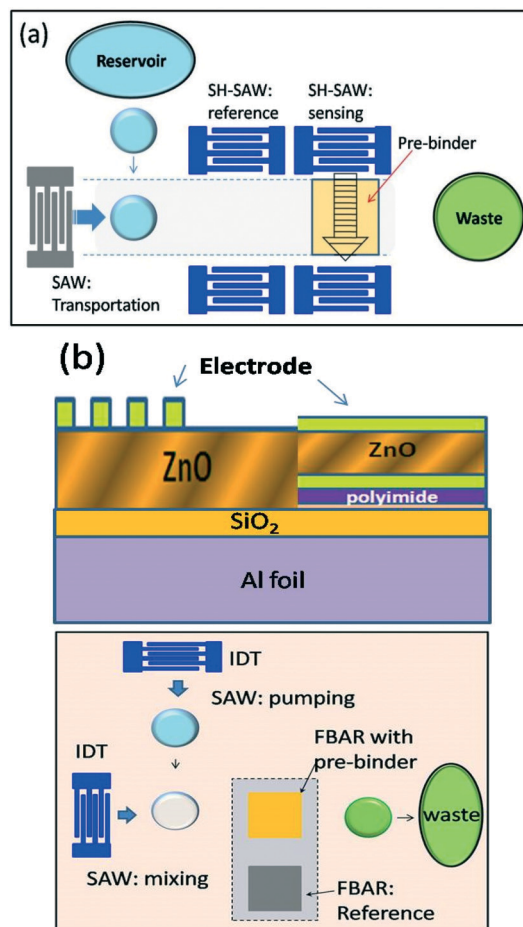 (a)
Reservoir
SH-SAW:
reference
SH-SAW:
sensing
Pre-binder
Waste
SAW:
Transportation
(b)
Electrode
ZnO
ZnO
polyimide
SiO₂
Al foil
IDT
SAW: pumping
FBAR with
pre-binder
IDT
waste
SAW: mixing
FBAR:
Reference